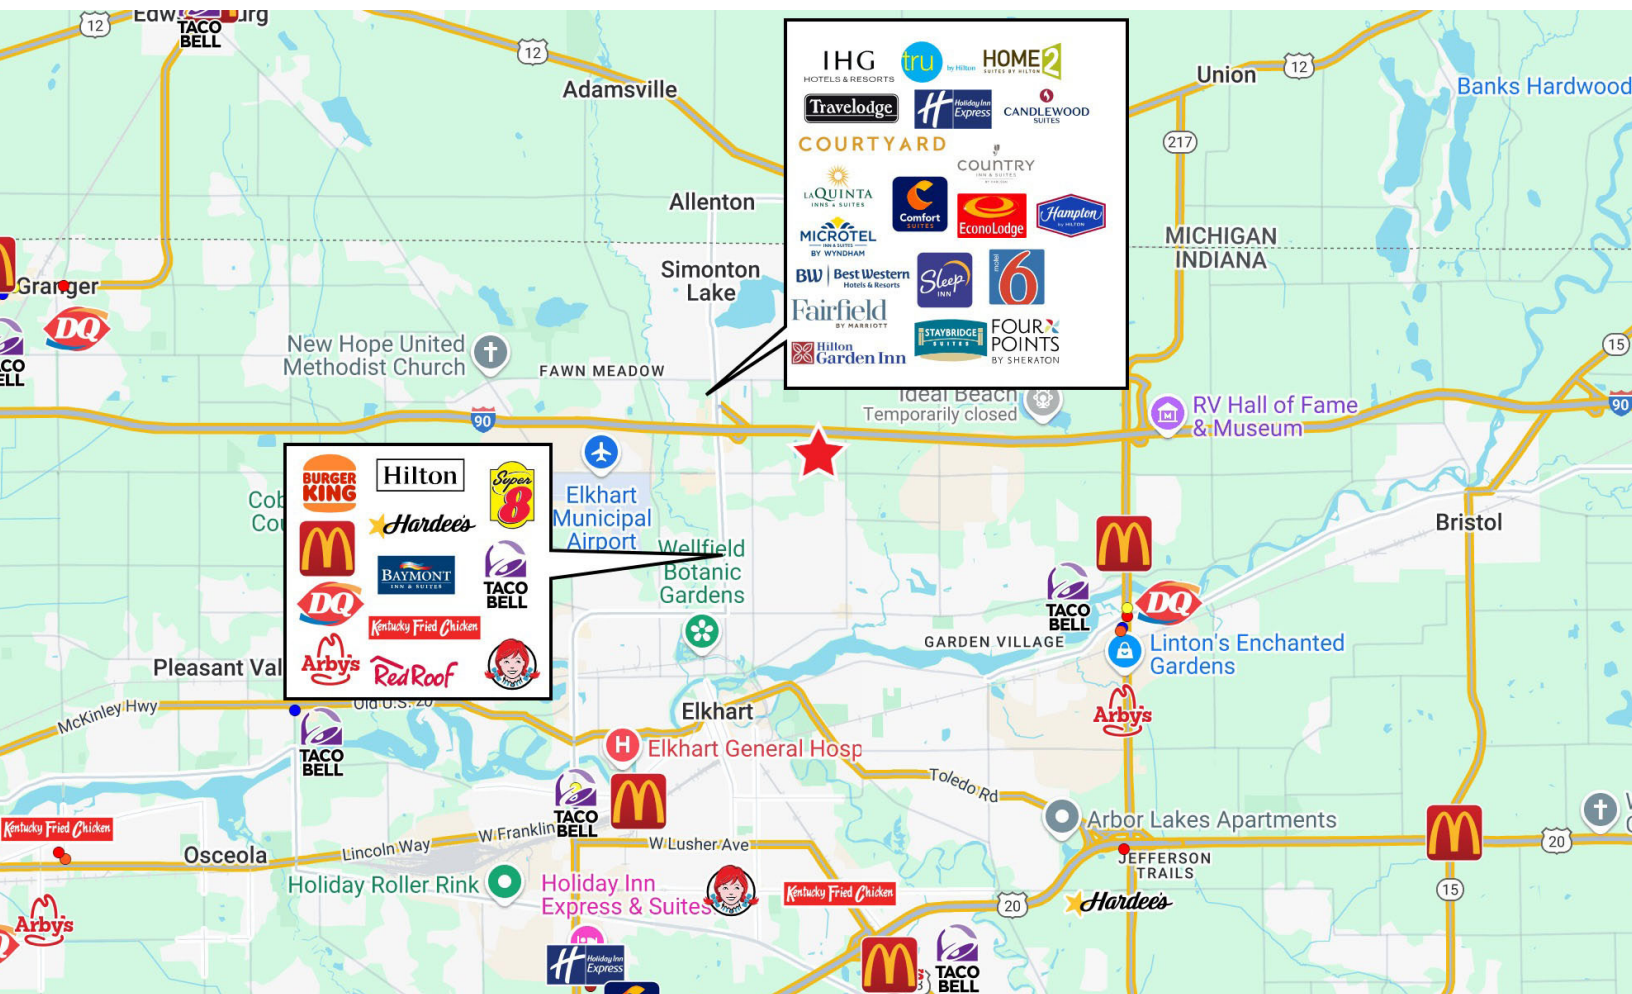 Edw
urg
TACO
BELL
12
12
Adamsville
Union
12
Banks Hardwood
217
Allenton
MICHIGAN
INDIANA
Simonton
Lake
Granger
DQ
New Hope United
Methodist Church
FAWN MEADOW
90
IHG
HOTELS & RESORTS
tru
by Hilton
HOME2
SUITES BY HILTON
Travelodge
H
Holiday Inn
Express
CANDLEWOOD
SUITES
COURTYARD
COUNTRY
INN & SUITES
LAQUINTA
INNS & SUITES
Comfort
SUITES
EconoLodge
Hampton
by HILTON
MICROTEL
INN & SUITES
BY WYNDHAM
BW
Best Western
Hotels & Resorts
Sleep
INN
motel
6
Fairfield
BY MARRIOTT
STAYBRIDGE
SUITES
FOUR
POINTS
BY SHERATON
Hilton
Garden Inn
Ideal Beach
Temporarily closed
RV Hall of Fame
& Museum
15
90
CO
ELL
Elkhart
Municipal
Airport
Cob
Cou
BURGER
KING
Hilton
Super
8
Hardee's
BAYMONT
INN & SUITES
TACO
BELL
DQ
Kentucky Fried Chicken
Arby's
Red Roof
Wellfield
Botanic
Gardens
Bristol
TACO
BELL
DQ
GARDEN VILLAGE
Linton's Enchanted
Gardens
Arby's
Pleasant Val
McKinley Hwy
Old U.S. 20
TACO
BELL
Elkhart
H
Elkhart General Hosp
Toledo Rd
TACO
BELL
Arbor Lakes Apartments
20
Kentucky Fried Chicken
Osceola
Lincoln Way
W Franklin
W Lusher Ave
JEFFERSON
TRAILS
15
Holiday Roller Rink
Holiday Inn
Express & Suites
Kentucky Fried Chicken
20
Hardee's
Arby's
H
Holiday Inn
Express
TACO
BELL